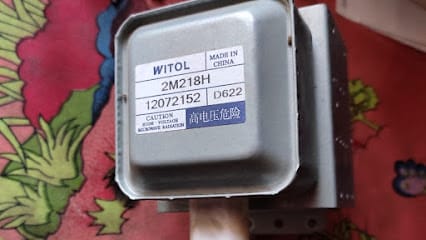 WITOL
MADE IN
CHINA
2M218H
12072152 D622
CAUTION
HIGH - VOLTAGE
MICROWAVE RADIATION
高电压危险